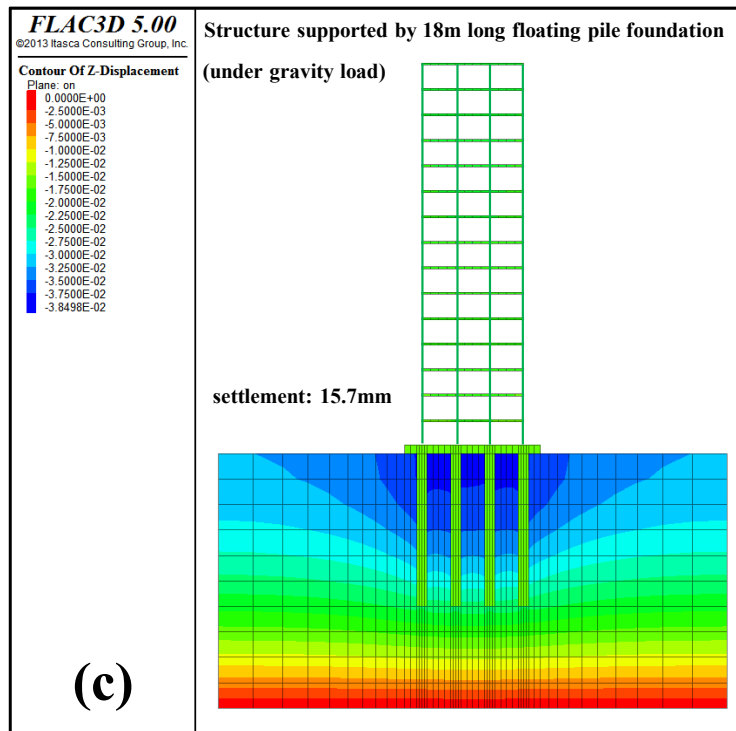 FLAC3D 5.00
©2013 Itasca Consulting Group, Inc.
Contour Of Z-Displacement
Plane: on
0.0000E+00
-2.5000E-03
-5.0000E-03
-7.5000E-03
-1.0000E-02
-1.2500E-02
-1.5000E-02
-1.7500E-02
-2.0000E-02
-2.2500E-02
-2.5000E-02
-2.7500E-02
-3.0000E-02
-3.2500E-02
-3.5000E-02
-3.7500E-02
-3.8498E-02
(c)
Structure supported by 18m long floating pile foundation
(under gravity load)
settlement: 15.7mm